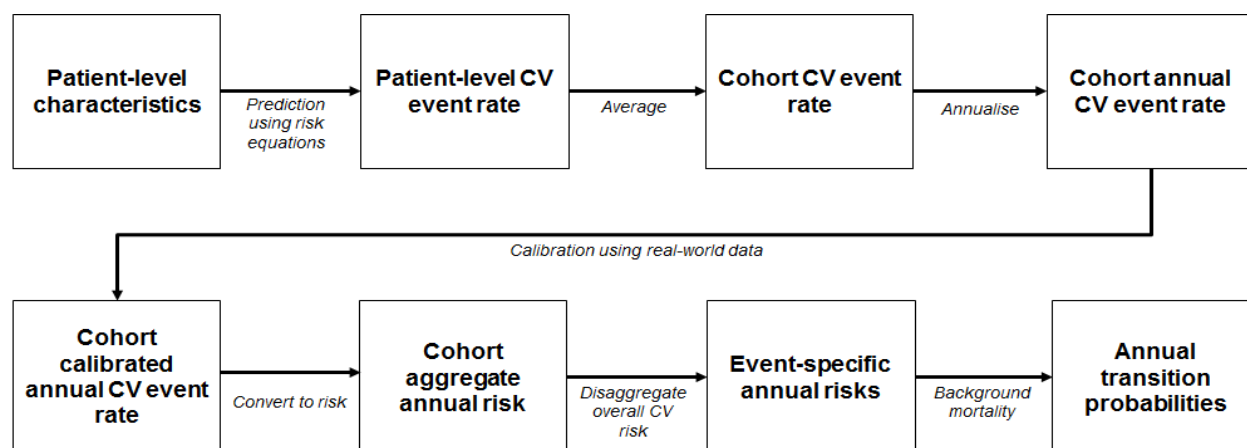 Patient-level
characteristics
Prediction
using risk
equations
Patient-level CV
event rate
Average
Cohort CV event
rate
Annualise
Cohort annual
CV event rate
Calibration using real-world data
Cohort
calibrated
annual CV event
rate
Convert to risk
Cohort
aggregate
annual risk
Disaggregate
overall CV
risk
Event-specific
annual risks
Background
mortality
Annual
transition
probabilities